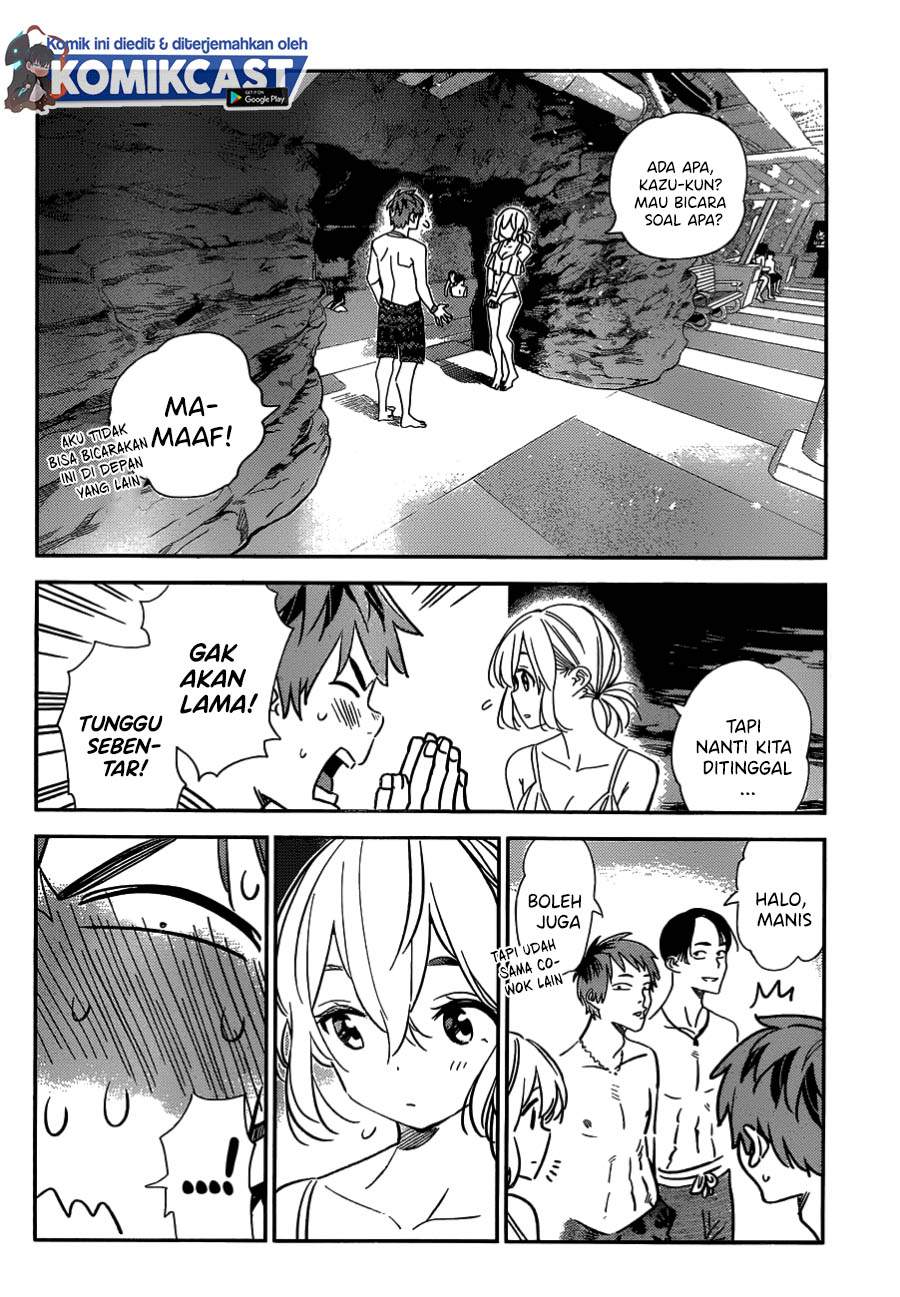 Komik ini diedit & diterjemahkan oleh
KOMIKCAST
GET IT ON
Google Play
ADA APA,
KAZU-KUN?
MAU BICARA
SOAL APA?
MA-
MAAF!
AKU TIDAK
BISA BICARAKAN
INI DI DEPAN
YANG LAIN
TAPI
NANTI KITA
DITINGGAL
...
GAK
AKAN
LAMA!
TUNGGU
SEBEN-
TAR!
HALO,
MANIS
BOLEH
JUGA
TAPI UDAH
SAMA CO-
WOK LAIN
....!